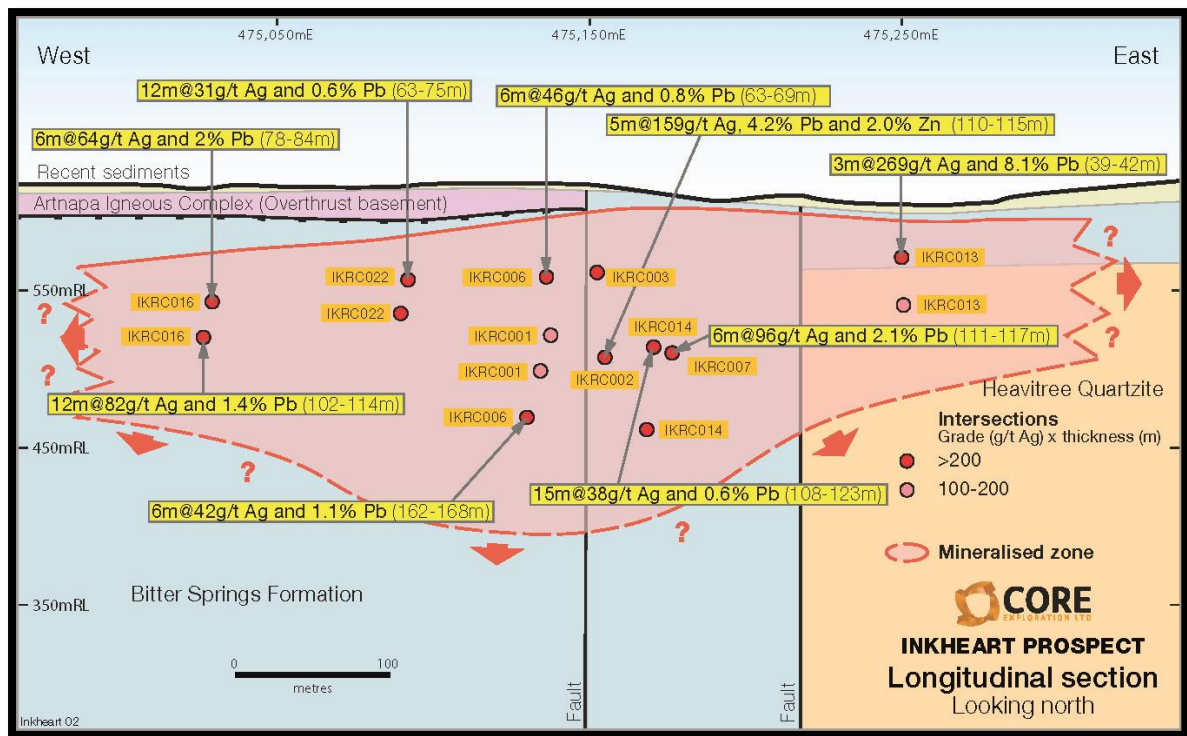 475,050mE
475,150mE
475,250mE
West
East
12m@31g/t Ag and 0.6% Pb (63-75m)
6m@46g/t Ag and 0.8% Pb (63-69m)
5m@159g/t Ag, 4.2% Pb and 2.0% Zn (110-115m)
6m@64g/t Ag and 2% Pb (78-84m)
3m@269g/t Ag and 8.1% Pb (39-42m)
Recent sediments
Artnapa Igneous Complex (Overthrust basement)
?
IKRC022
IKRC006
IKRC003
IKRC013
550mRL
IKRC016
IKRC013
?
IKRC022
IKRC014
IKRC016
IKRC001
6m@96g/t Ag and 2.1% Pb (111-117m)
?
?
IKRC001
IKRC002
IKRC007
12m@82g/t Ag and 1.4% Pb (102-114m)
Heavitree Quartzite
IKRC006
IKRC014
Intersections
Grade (g/t Ag) x thickness (m)
450mRL
>200
?
100-200
15m@38g/t Ag and 0.6% Pb (108-123m)
6m@42g/t Ag and 1.1% Pb (162-168m)
?
Mineralised zone
Bitter Springs Formation
350mRL
CORE
EXPLORATION LTD
INKHEART PROSPECT
Longitudinal section
Looking north
0
100
metres
Fault
Fault
Inkheart 02